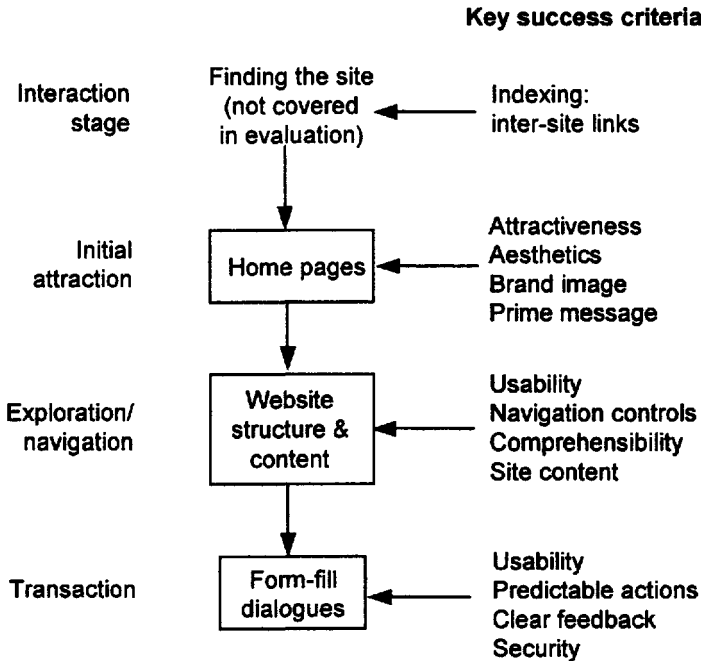 Key success criteria
Interaction
stage
Finding the site
(not covered
in evaluation)
Indexing:
inter-site links
Initial
attraction
Home pages
Attractiveness
Aesthetics
Brand image
Prime message
Exploration/
navigation
Website
structure &
content
Usability
Navigation controls
Comprehensibility
Site content
Transaction
Form-fill
dialogues
Usability
Predictable actions
Clear feedback
Security